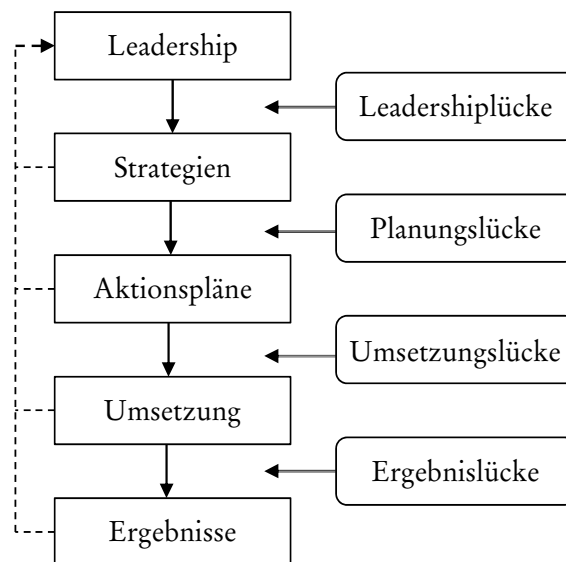 Leadership
Leadershiplücke
Strategien
Planungslücke
Aktionspläne
Umsetzungslücke
Umsetzung
Ergebnislücke
Ergebnisse